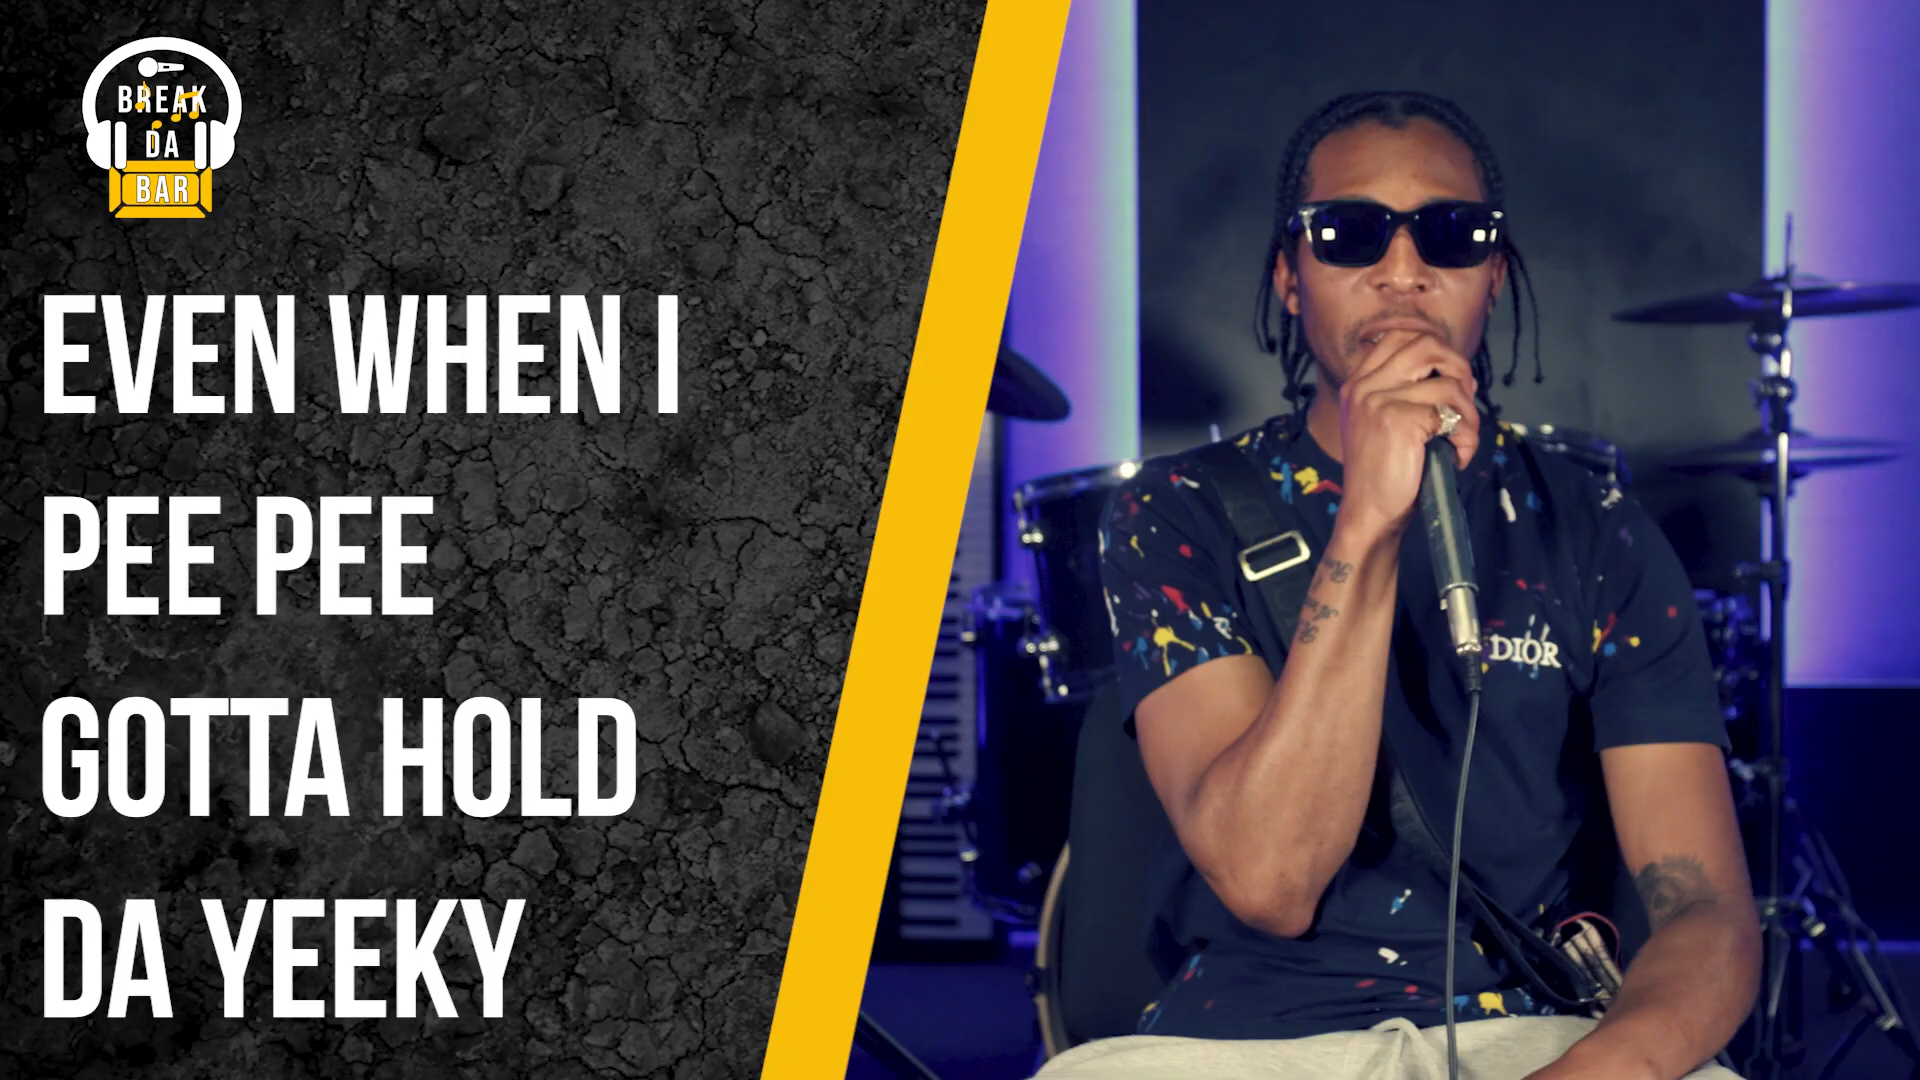 BREAK
DA
BAR
EVEN WHEN I
PEE PEE
GOTTA HOLD
DA YEEKY
DIOR